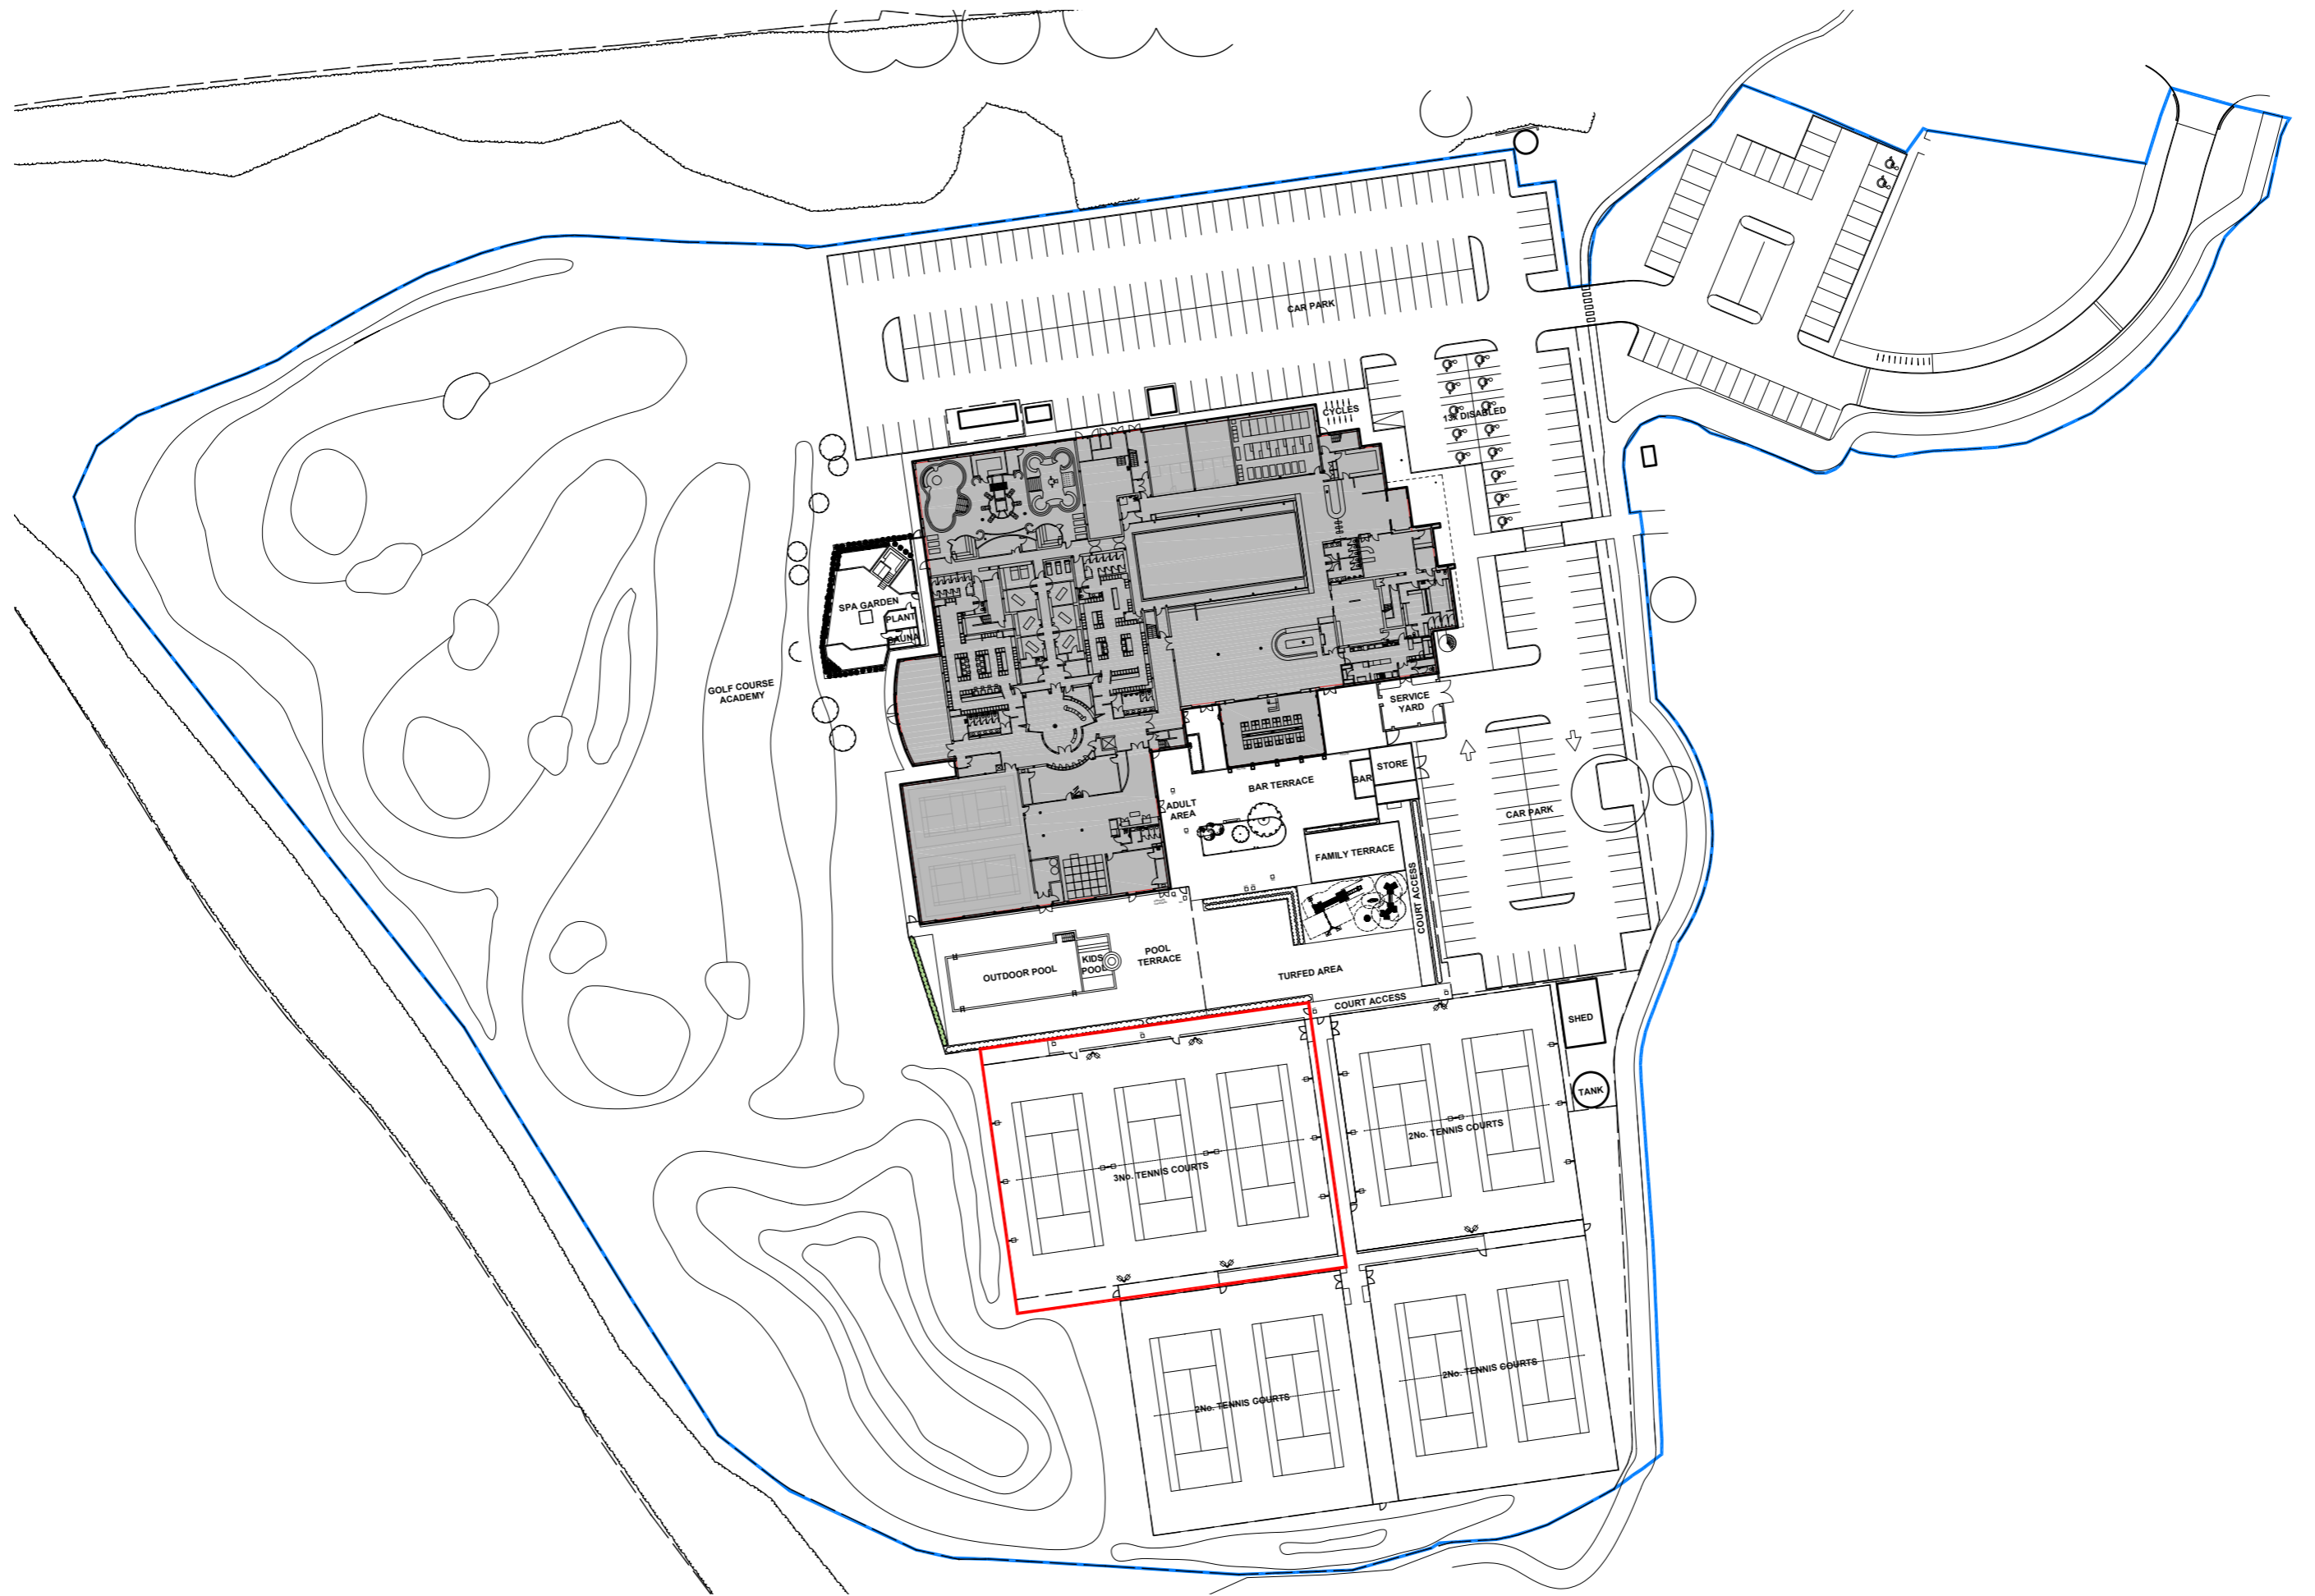 CAR PARK
CYCLES
13x DISABLED
SPA GARDEN
PLANT
SAUNA
GOLF COURSE
ACADEMY
SERVICE
YARD
STORE
BAR
BAR TERRACE
ADULT
AREA
CAR PARK
FAMILY TERRACE
COURT ACCESS
POOL
TERRACE
KIDS
POOL
OUTDOOR POOL
TURFED AREA
COURT ACCESS
SHED
TANK
2No. TENNIS COURTS
3No. TENNIS COURTS
2No. TENNIS COURTS
2No. TENNIS COURTS